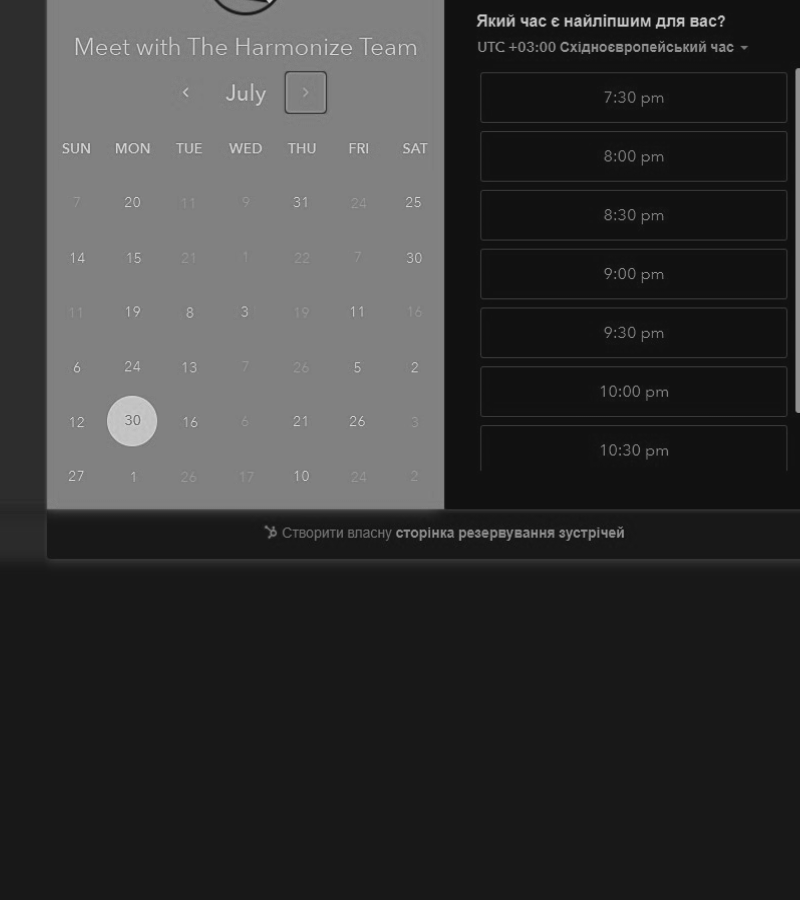 Meet with The Harmonize Team
July
SUN MON TUE WED THU FRI SAT
7 20 11 9 31 24 25
14 15 21 1 22 7 30
11 19 8 3 19 11 16
6 24 13 7 26 5 2
12 30 16 6 21 26 3
27 1 26 17 10 24 2
Який час є найліпшим для вас?
UTC +03:00 Східноєвропейський час
7:30 pm
8:00 pm
8:30 pm
9:00 pm
9:30 pm
10:00 pm
10:30 pm
Створити власну сторінка резервування зустрічей